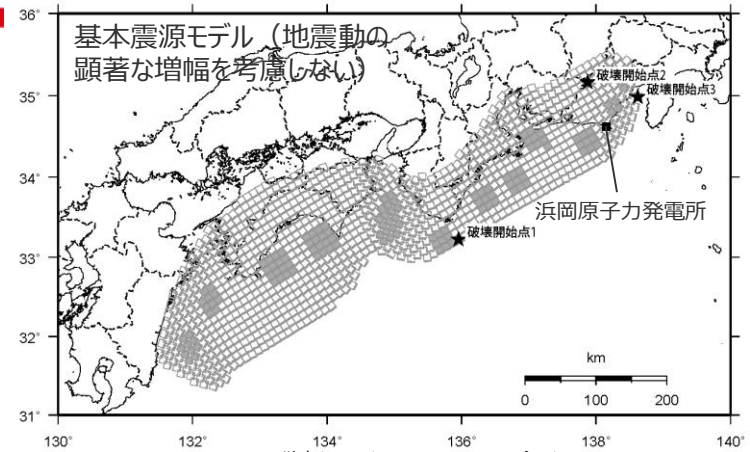 基本震源モデル（地震動の
顕著な増幅を考慮しない）
36°
35°
34°
33°
32°
31°
破壊開始点2
破壊開始点3
浜岡原子力発電所
破壊開始点1
km
0 100 200
130° 132° 134° 136° 138° 140°